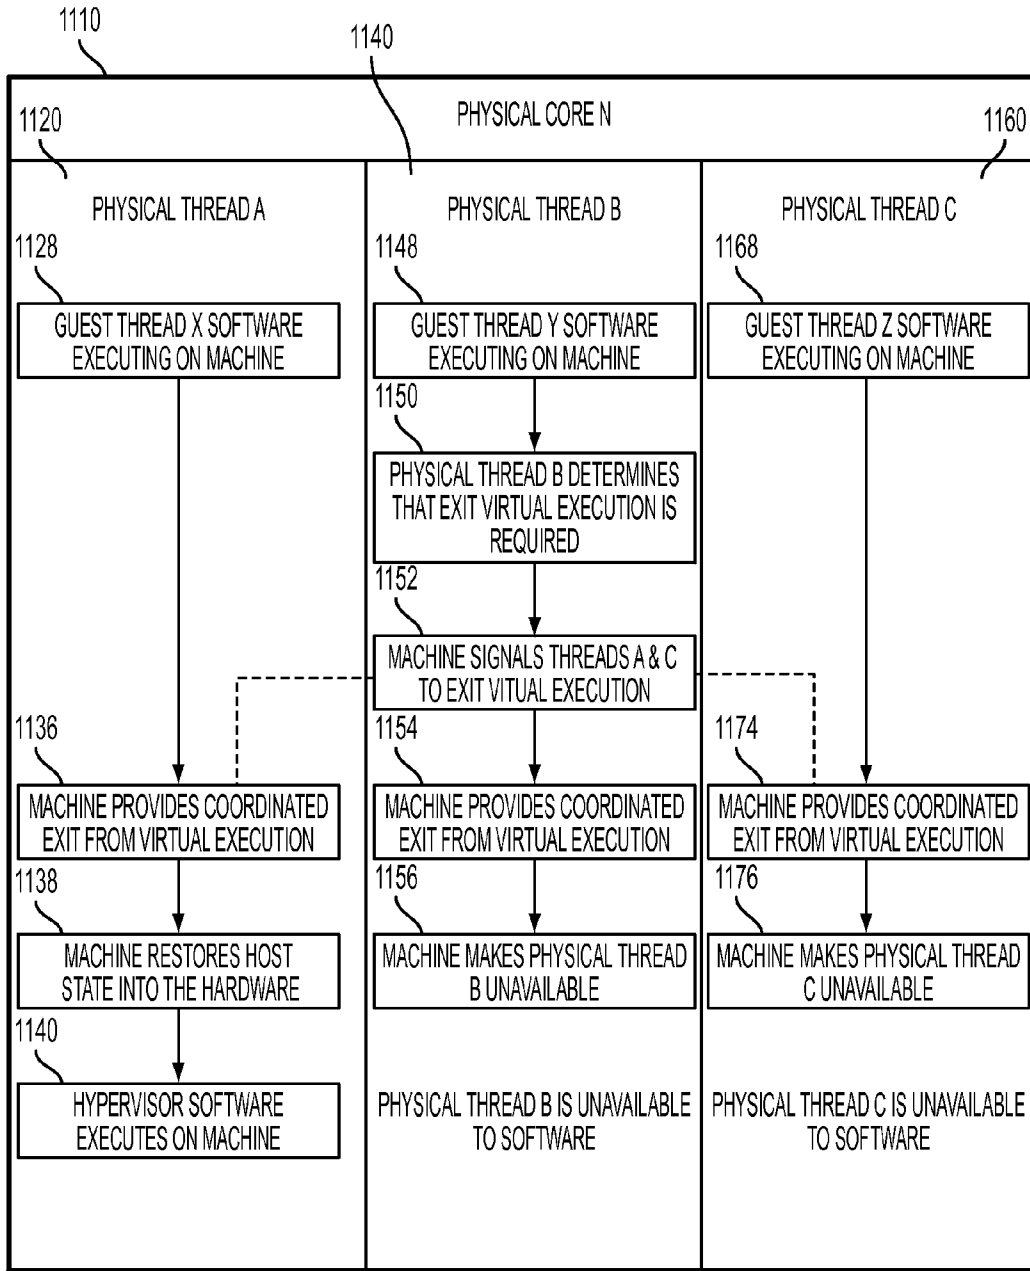 1110
1140
PHYSICAL CORE N
1120
1160
PHYSICAL THREAD A
PHYSICAL THREAD B
PHYSICAL THREAD C
1128
1148
1168
GUEST THREAD X SOFTWARE
EXECUTING ON MACHINE
GUEST THREAD Y SOFTWARE
EXECUTING ON MACHINE
GUEST THREAD Z SOFTWARE
EXECUTING ON MACHINE
1150
PHYSICAL THREAD B DETERMINES
THAT EXIT VIRTUAL EXECUTION IS
REQUIRED
1152
MACHINE SIGNALS THREADS A & C
TO EXIT VITUAL EXECUTION
1136
1154
1174
MACHINE PROVIDES COORDINATED
EXIT FROM VIRTUAL EXECUTION
MACHINE PROVIDES COORDINATED
EXIT FROM VIRTUAL EXECUTION
MACHINE PROVIDES COORDINATED
EXIT FROM VIRTUAL EXECUTION
1138
1156
1176
MACHINE RESTORES HOST
STATE INTO THE HARDWARE
MACHINE MAKES PHYSICAL THREAD
B UNAVAILABLE
MACHINE MAKES PHYSICAL THREAD
C UNAVAILABLE
1140
HYPERVISOR SOFTWARE
EXECUTES ON MACHINE
PHYSICAL THREAD B IS UNAVAILABLE
TO SOFTWARE
PHYSICAL THREAD C IS UNAVAILABLE
TO SOFTWARE